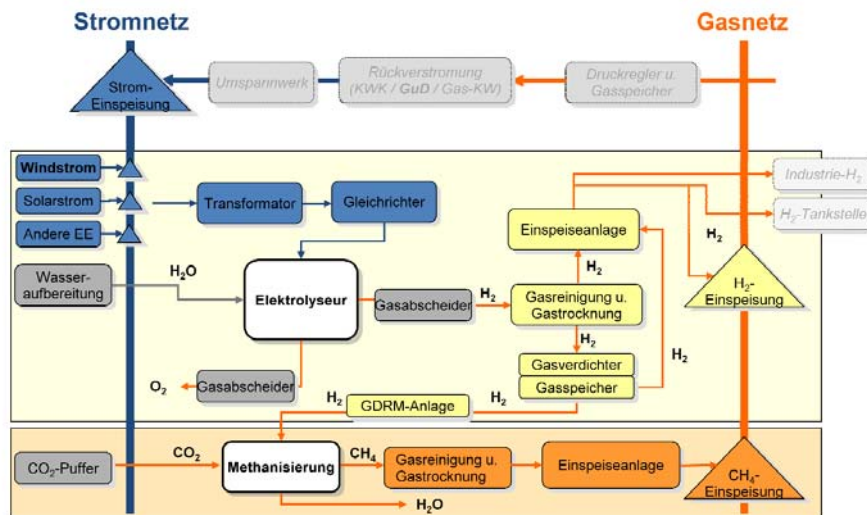 Stromnetz
Gasnetz
Strom-
Einspeisung
Umspannwerk
Rückverstromung
(KWK / GuD / Gas-KW)
Druckregler u.
Gasspeicher
Windstrom
Solarstrom
Andere EE
Transformator
Gleichrichter
Einspeiseanlage
Industrie-H₂
H₂-Tankstelle
H₂
Wasser-
aufbereitung
H₂O
Elektrolyseur
Gasabscheider
H₂
Gasreinigung u.
Gastrocknung
H₂
H₂
H₂-
Einspeisung
Gasverdichter
Gasspeicher
H₂
O₂
Gasabscheider
H₂
GDRM-Anlage
H₂
CO₂-Puffer
CO₂
Methanisierung
CH₄
Gasreinigung u.
Gastrocknung
Einspeiseanlage
CH₄-
Einspeisung
H₂O